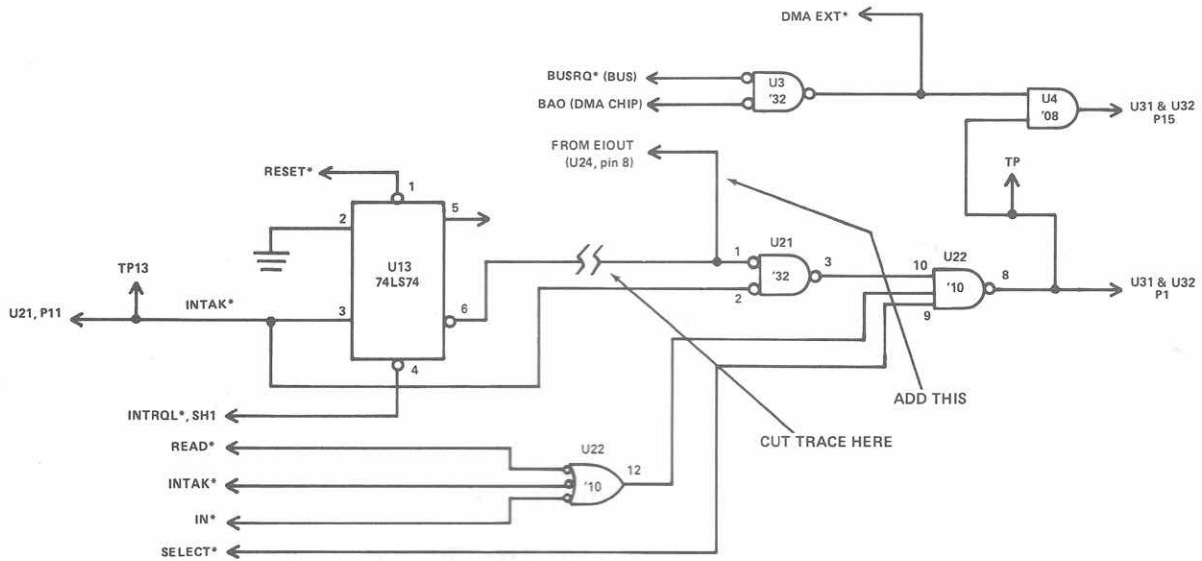 DMA EXT*
BUSRQ* (BUS)
U3
'32
BAO (DMA CHIP)
U4
'08
U31 & U32
P15
FROM EIOUT
(U24, pin 8)
TP
RESET*
1
2
5
U13
74LS74
TP13
INTAK*
U21, P11
3
6
4
1
U21
'32
2
3
10
U22
'10
9
8
U31 & U32
P1
ADD THIS
CUT TRACE HERE
INTRQL*, SH1
READ*
U22
'10
12
INTAK*
IN*
SELECT*